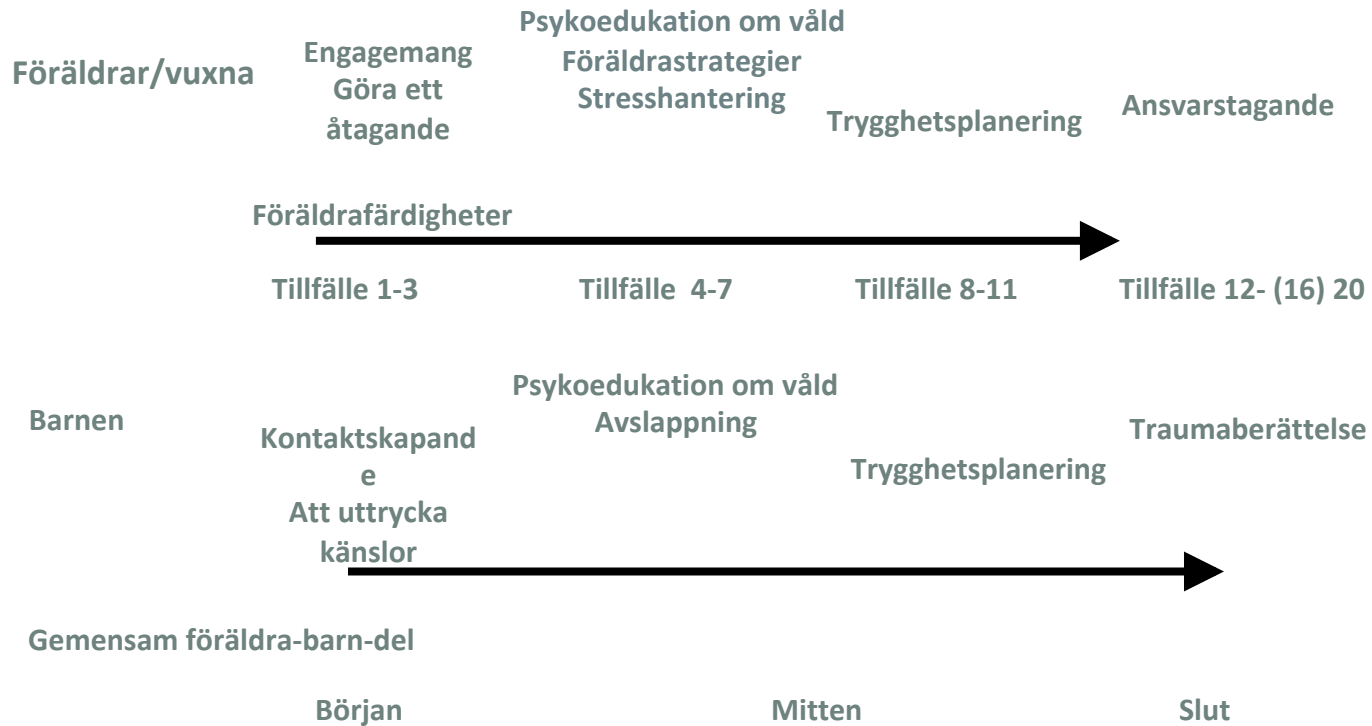 Föräldrar/vuxna
Engagemang
Göra ett
åtagande
Psykoedukation om våld
Föräldrastrategier
Stresshantering
Trygghetsplanering
Ansvarstagande
Föräldrafärdigheter
Tillfälle 1-3
Tillfälle 4-7
Tillfälle 8-11
Tillfälle 12- (16) 20
Barnen
Kontaktskapand
e
Att uttrycka
känslor
Psykoedukation om våld
Avslappning
Trygghetsplanering
Traumaberättelse
Gemensam föräldra-barn-del
Början
Mitten
Slut